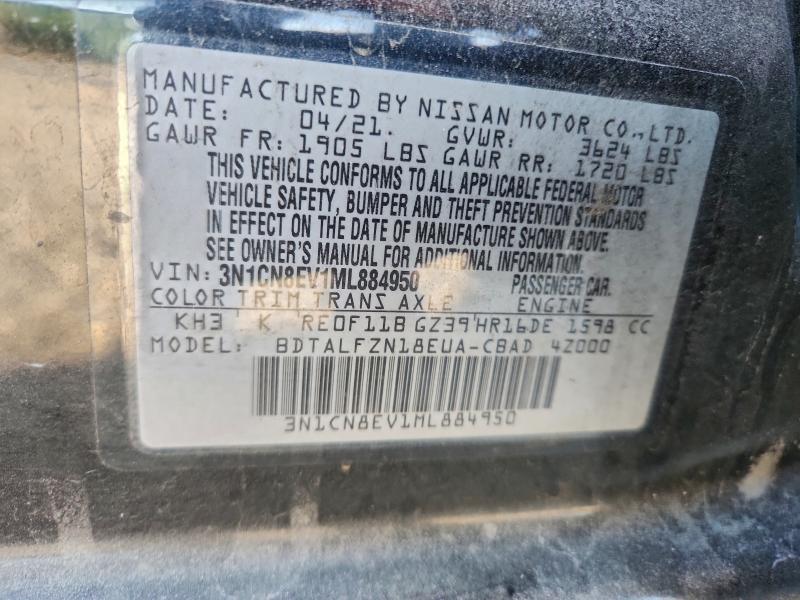 MANUFACTURED BY NISSAN MOTOR CO., LTD.
DATE: 04/21. GVWR: 3624 LBS
GAWR FR: 1905 LBS GAWR RR: 1720 LBS
THIS VEHICLE CONFORMS TO ALL APPLICABLE FEDERAL MOTOR
VEHICLE SAFETY, BUMPER AND THEFT PREVENTION STANDARDS
IN EFFECT ON THE DATE OF MANUFACTURE SHOWN ABOVE.
SEE OWNER'S MANUAL FOR ADDITIONAL INFORMATION
VIN: 3N1CN8EV1ML884950 PASSENGER CAR.
COLOR TRIM TRANS AXLE ENGINE
KH3 K RE0F11B GZ39 HR16DE 1598 CC
MODEL: BDTALFZN18EUA-CBAD 4Z000
3N1CN8EV1ML884950